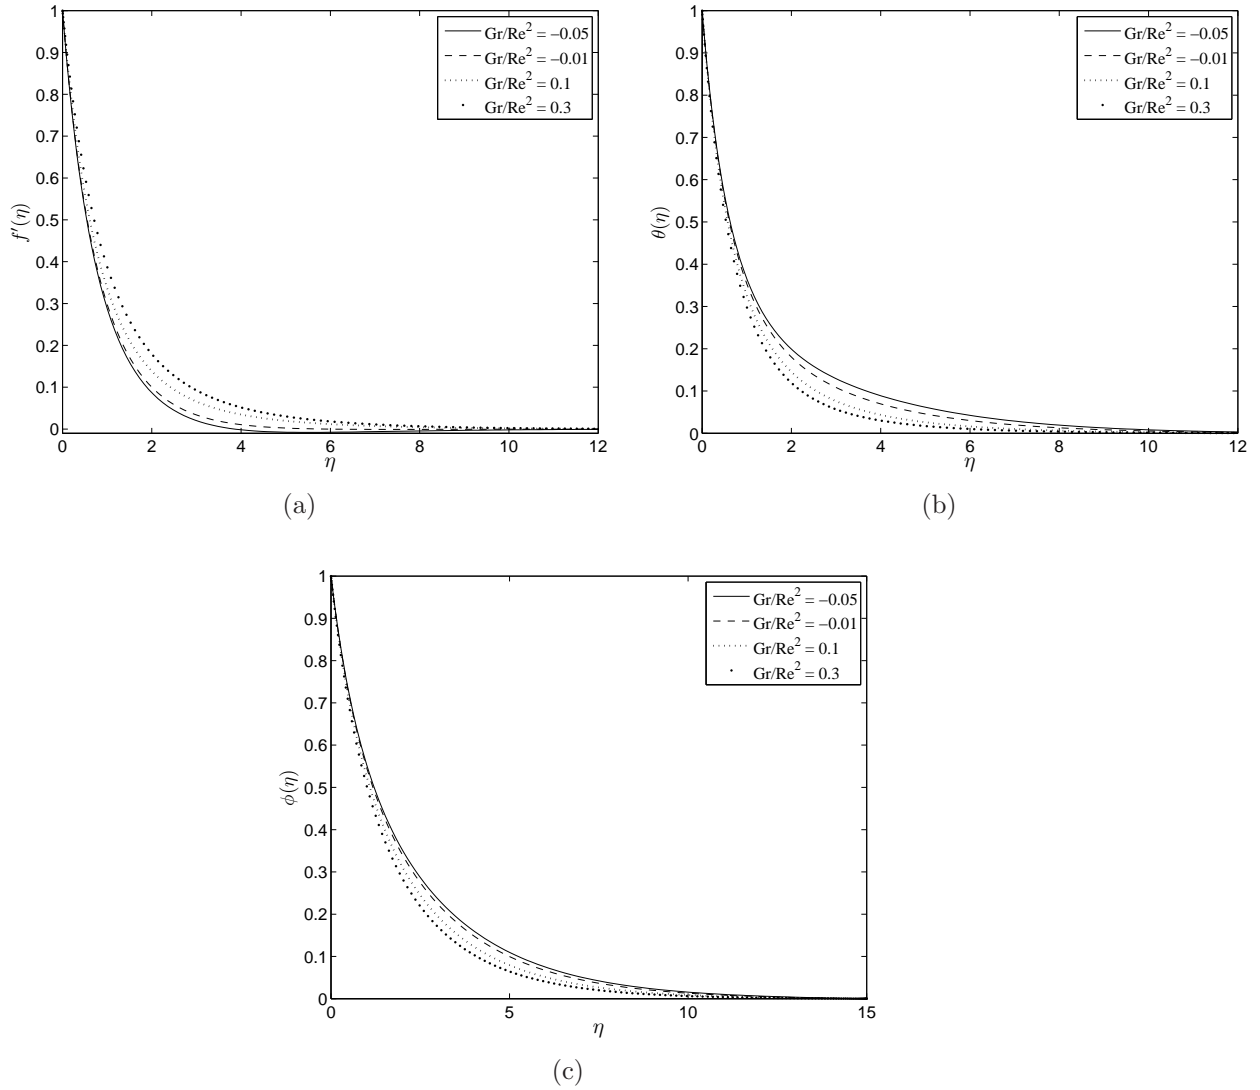 1
0.9
0.8
0.7
0.6
0.5
0.4
0.3
0.2
0.1
0
f′(η)
0 2 4 6 8 10 12
η
Gr/Re² = −0.05
Gr/Re² = −0.01
Gr/Re² = 0.1
Gr/Re² = 0.3
(a)
1
0.9
0.8
0.7
0.6
0.5
0.4
0.3
0.2
0.1
0
θ(η)
0 2 4 6 8 10 12
η
Gr/Re² = −0.05
Gr/Re² = −0.01
Gr/Re² = 0.1
Gr/Re² = 0.3
(b)
1
0.9
0.8
0.7
0.6
0.5
0.4
0.3
0.2
0.1
0
ϕ(η)
0 5 10 15
η
Gr/Re² = −0.05
Gr/Re² = −0.01
Gr/Re² = 0.1
Gr/Re² = 0.3
(c)